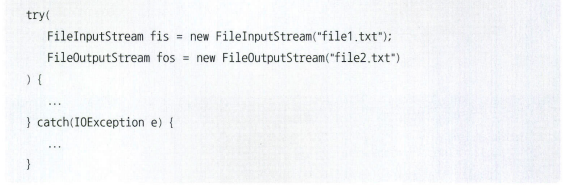 try(
FileInputStream fis = new FileInputStream("file1.txt");
FileOutputStream fos = new FileOutputStream("file2.txt")
) {
...
} catch(IOException e) {
...
}